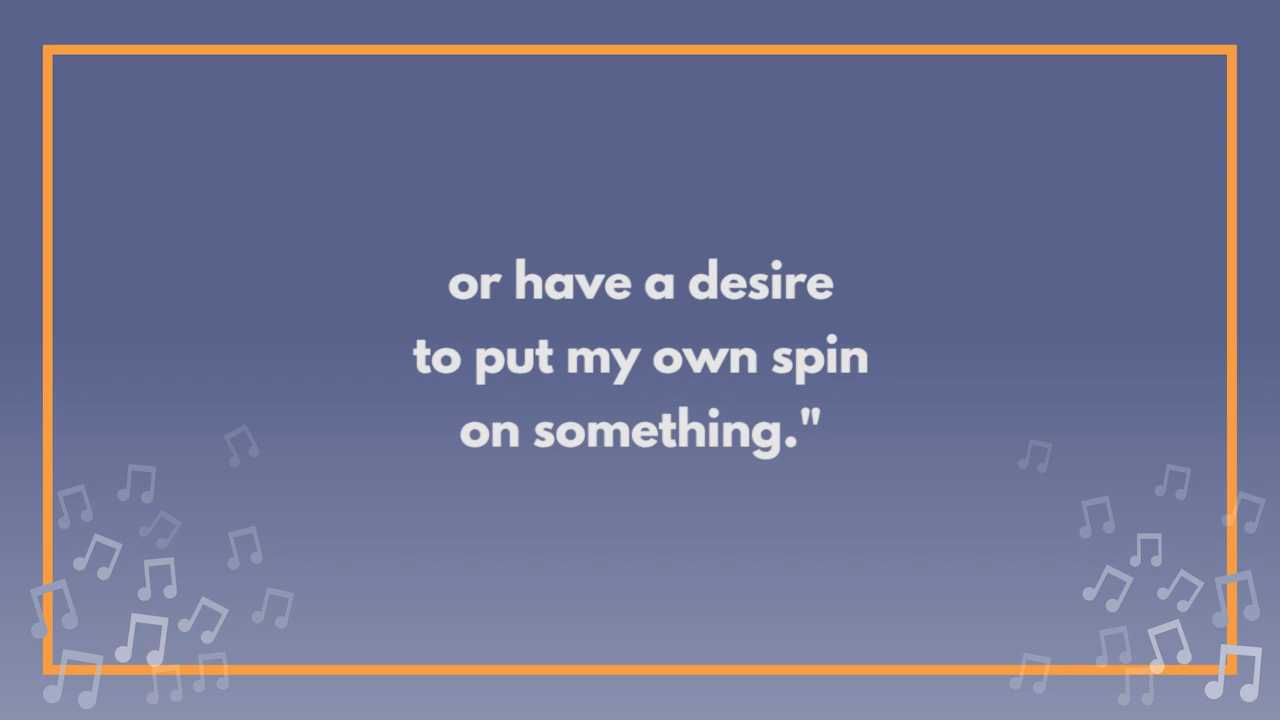 or have a desire
to put my own spin
on something."